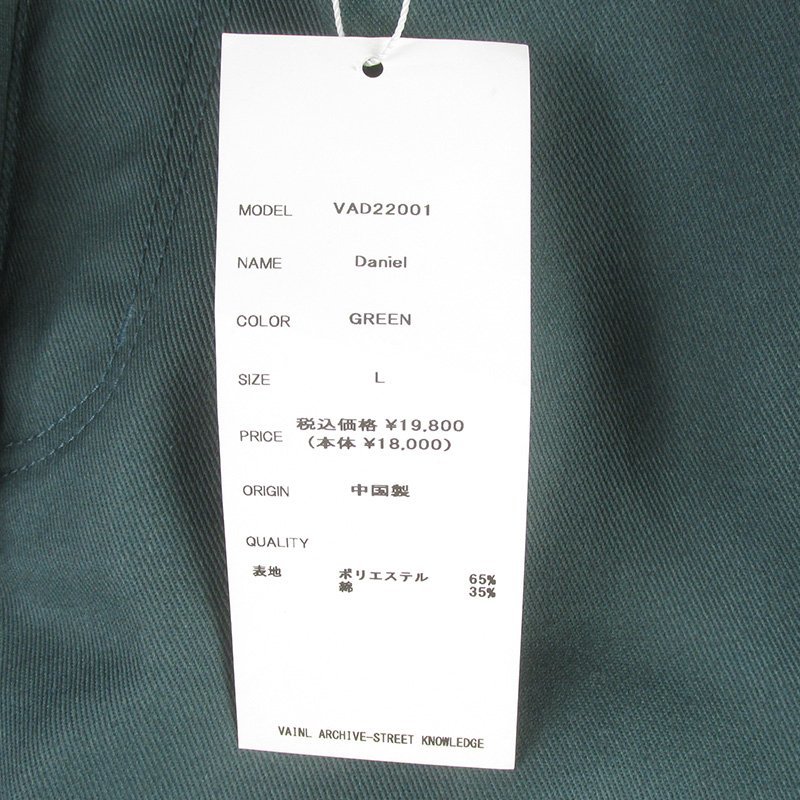 MODEL VAD22001
NAME Daniel
COLOR GREEN
SIZE L
PRICE 税込価格 ¥19,800
(本体 ¥18,000)
ORIGIN 中国製
QUALITY
表地 ポリエステル 65%
綿 35%
VAINL ARCHIVE-STREET KNOWLEDGE